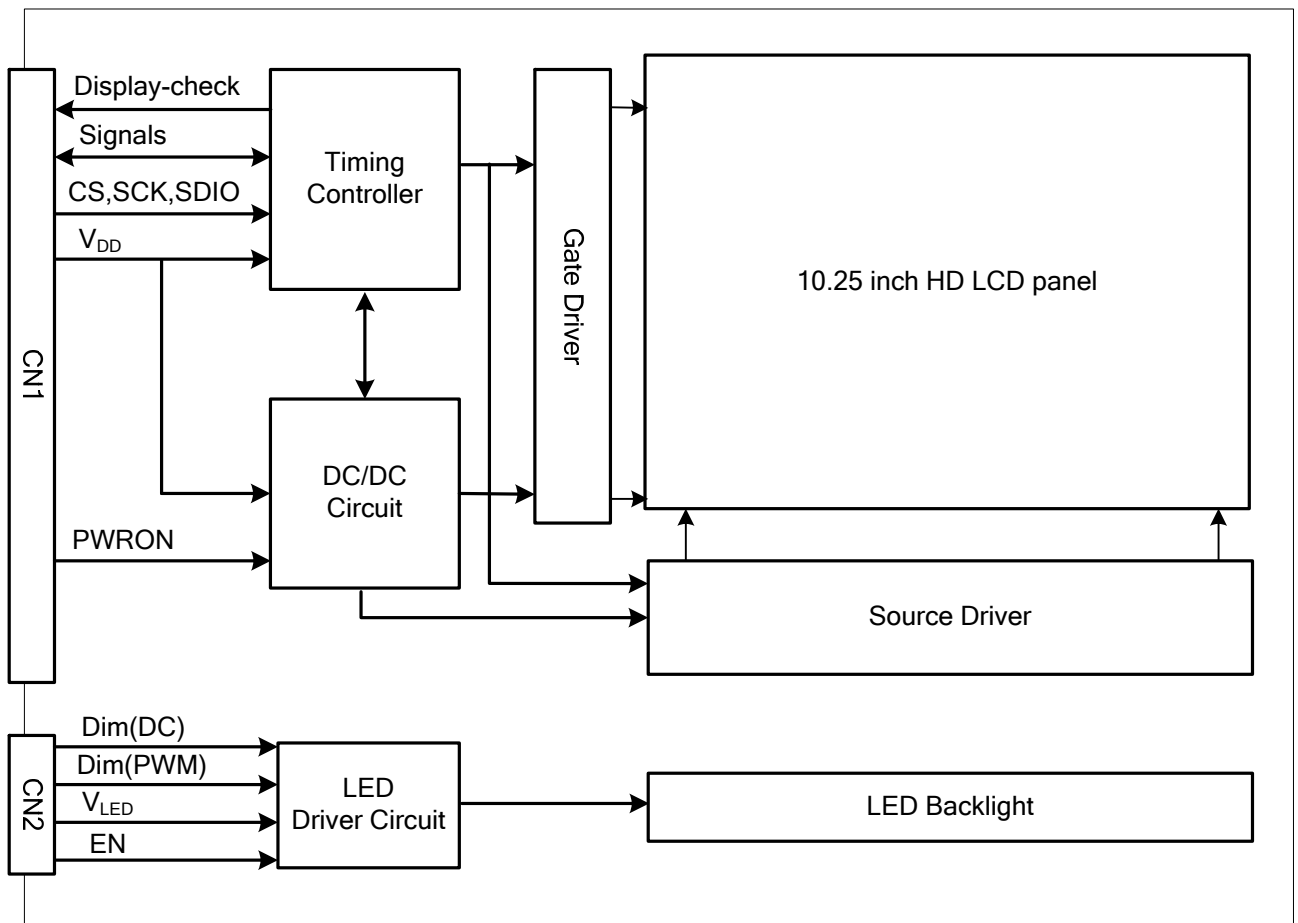 Display-check
Signals
CS,SCK,SDIO
VDD
CN1
PWRON
Timing
Controller
DC/DC
Circuit
Gate Driver
10.25 inch HD LCD panel
Source Driver
CN2
Dim(DC)
Dim(PWM)
VLED
EN
LED
Driver Circuit
LED Backlight